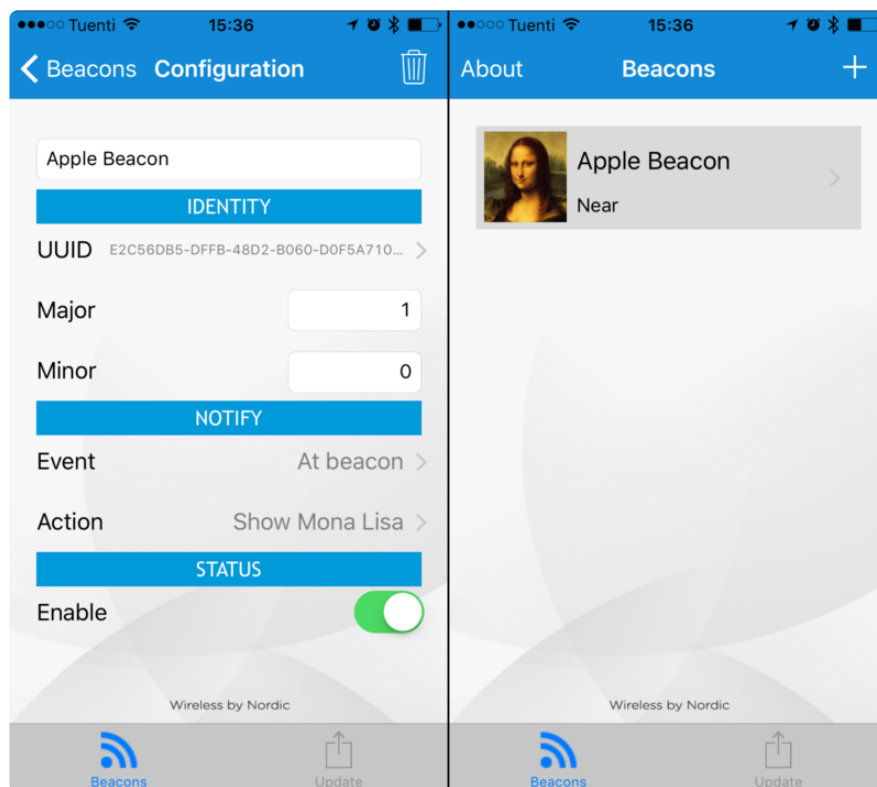 Tuenti 15:36
Beacons Configuration
Apple Beacon
IDENTITY
UUID E2C56DB5-DFFB-48D2-B060-D0F5A710...
Major 1
Minor 0
NOTIFY
Event At beacon
Action Show Mona Lisa
STATUS
Enable
Wireless by Nordic
Beacons Update
Tuenti 15:36
About Beacons +
Apple Beacon
Near
Wireless by Nordic
Beacons Update